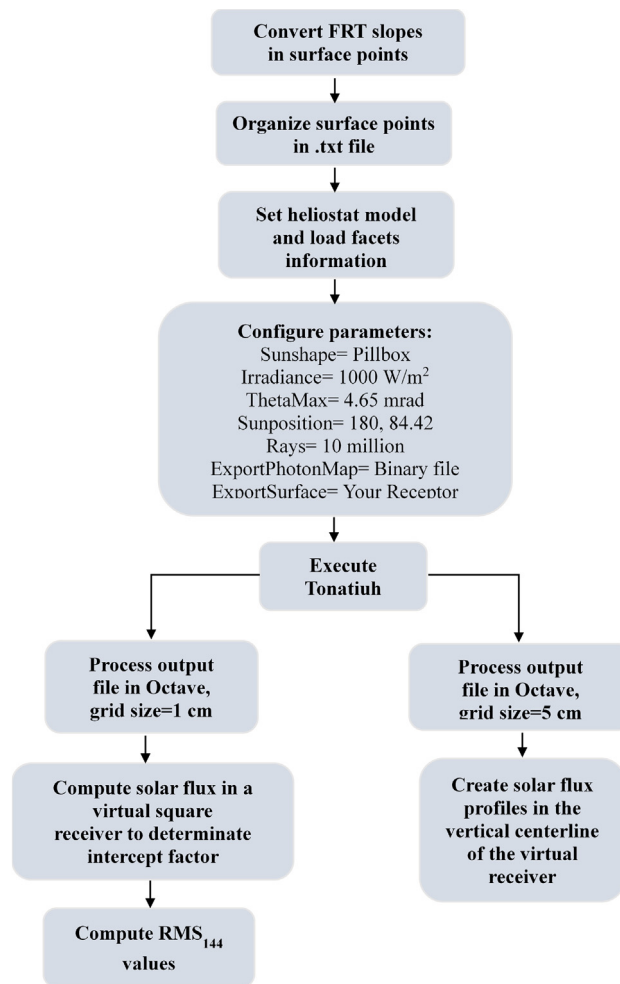 Convert FRT slopes
in surface points
Organize surface points
in .txt file
Set heliostat model
and load facets
information
Configure parameters:
Sunshape= Pillbox
Irradiance= 1000 W/m²
ThetaMax= 4.65 mrad
Sunposition= 180, 84.42
Rays= 10 million
ExportPhotonMap= Binary file
ExportSurface= Your Receptor
Execute
Tonatiuh
Process output
file in Octave,
grid size=1 cm
Process output
file in Octave,
grid size=5 cm
Compute solar flux in a
virtual square
receiver to determinate
intercept factor
Create solar flux
profiles in the
vertical centerline
of the virtual
receiver
Compute RMS₁₄₄
values